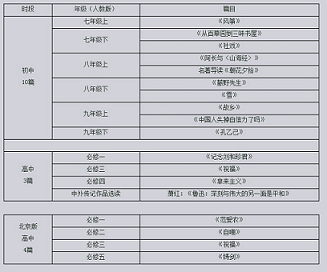 时段 年级（人教版） 篇目
初中
10篇
七年级上 《风筝》
七年级下 《从百草园到三味书屋》
《社戏》
八年级上 《阿长与〈山海经〉》
名著导读《朝花夕拾》
八年级下 《藤野先生》
《雪》
九年级上 《故乡》
《中国人失掉自信力了吗》
九年级下 《孔乙己》
高中
3篇
必修一 《记念刘和珍君》
必修三 《祝福》
必修四 《拿来主义》
中外传记作品选读 萧红：《鲁迅：深刻与伟大的另一面是平和》
北京版
高中
4篇
必修一 《范爱农》
必修二 《自嘲》
必修三 《祝福》
必修五 《铸剑》